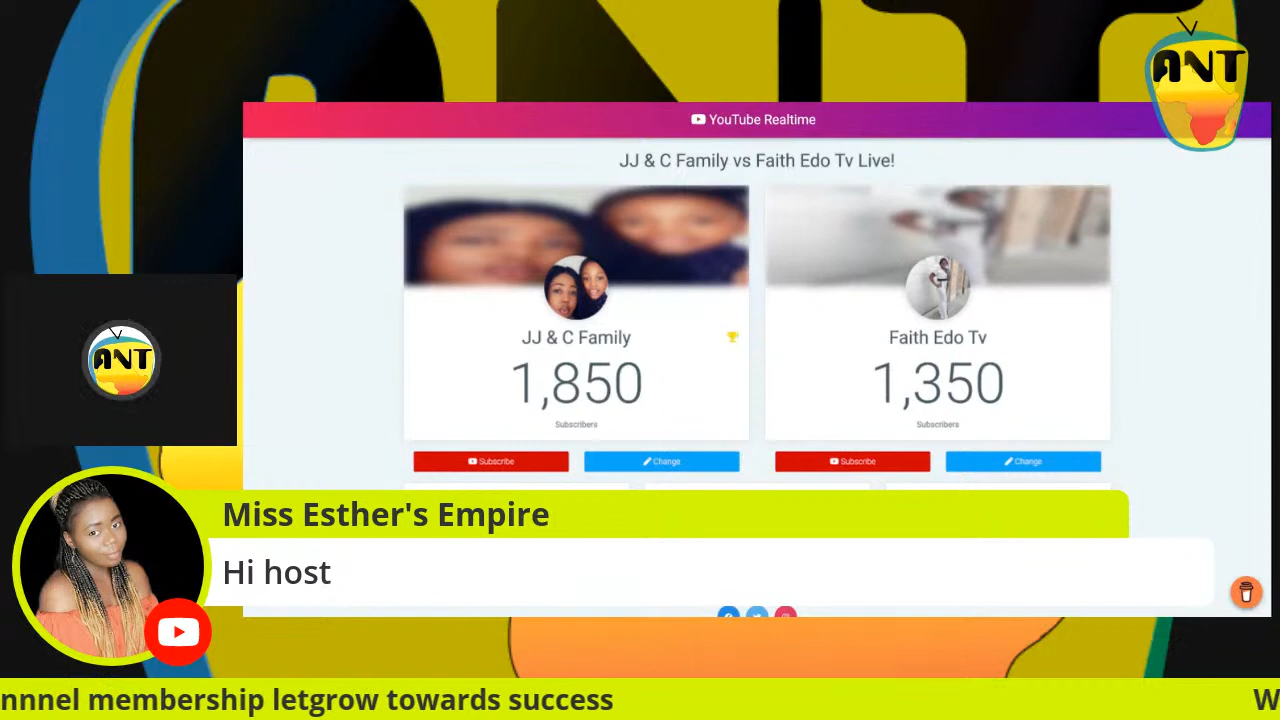 ANT
YouTube Realtime
JJ & C Family vs Faith Edo Tv Live!
JJ & C Family
1,850
Subscribers
Subscribe
Change
Faith Edo Tv
1,350
Subscribers
Subscribe
Change
ANT
Miss Esther's Empire
Hi host
nnnel membership letgrow towards success
W